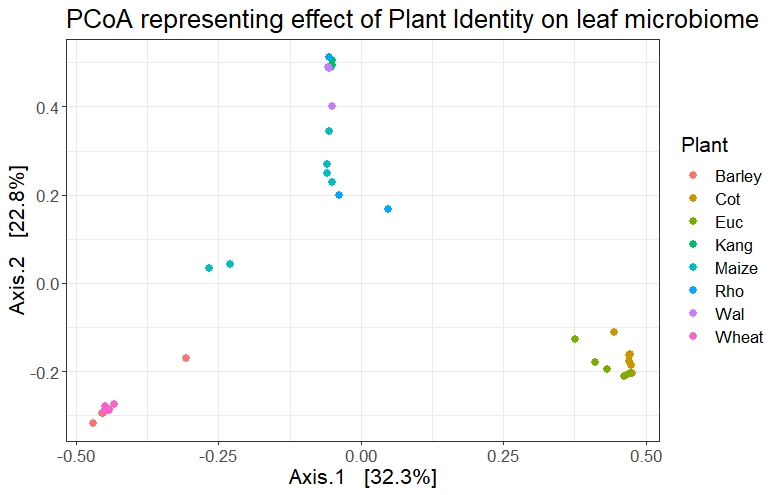 PCoA representing effect of Plant Identity on leaf microbiome
Axis.2 [22.8%]
0.4
0.2
0.0
-0.2
-0.50
-0.25
0.00
0.25
0.50
Axis.1 [32.3%]
Plant
Barley
Cot
Euc
Kang
Maize
Rho
Wal
Wheat